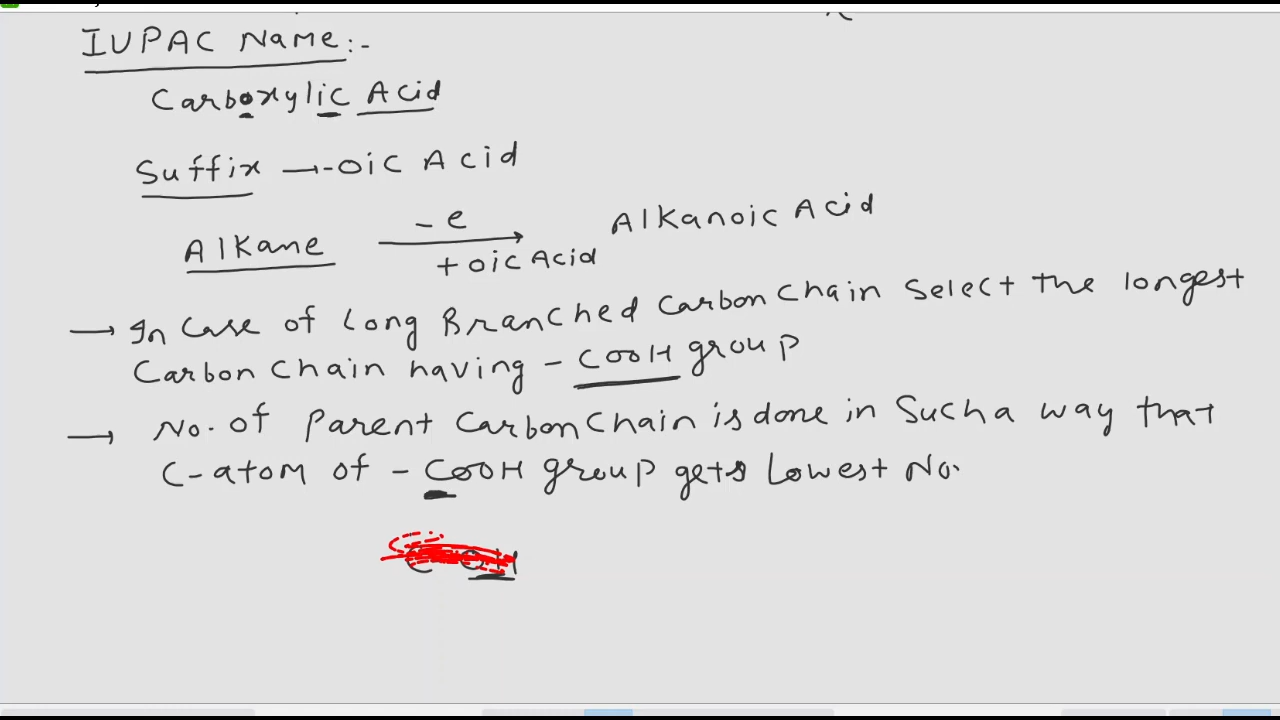 IUPAC Name:-
Carboxylic Acid
Suffix → -Oic Acid
Alkane - e → + Oic Acid Alkanoic Acid
→ In Case of Long Branched Carbon Chain Select the longest
Carbon Chain having - COOH group
→ No. of Parent Carbon Chain is done in Such a way that
C-atom of - COOH group gets Lowest No.